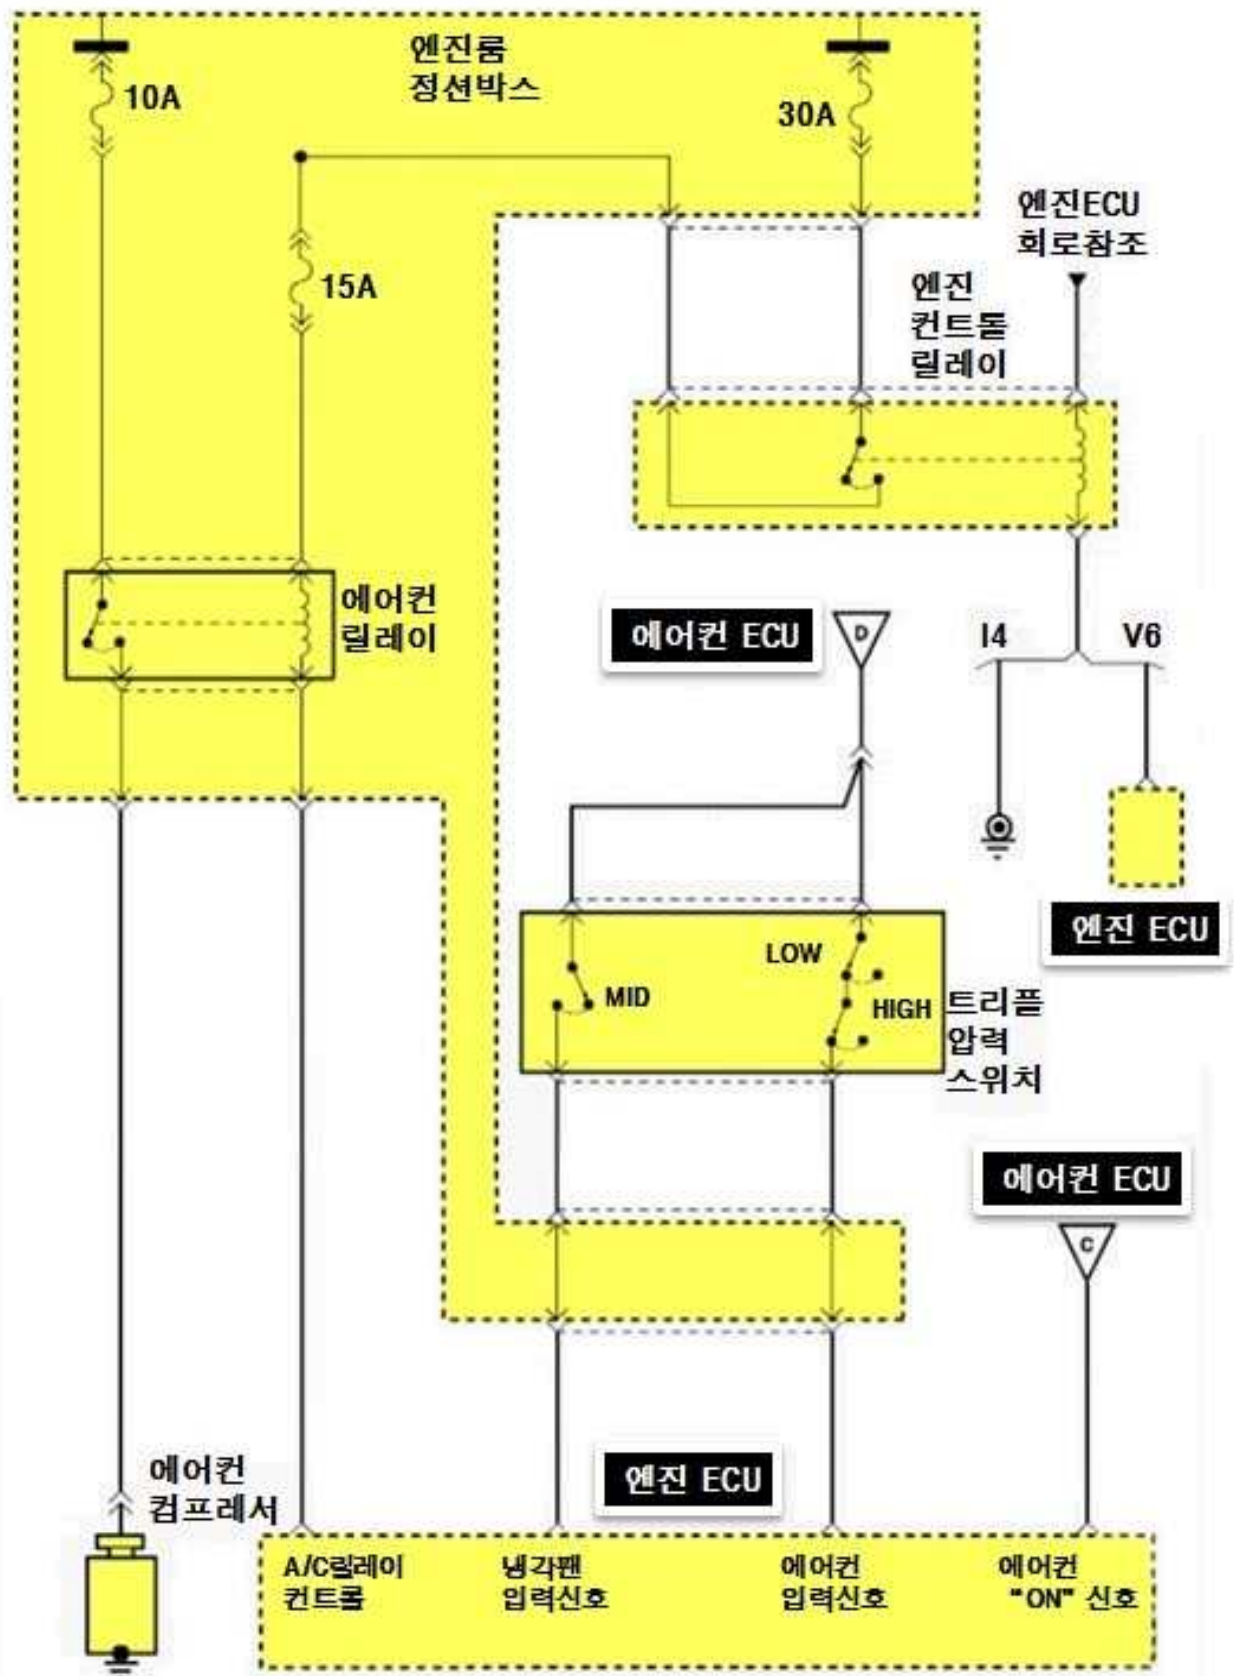 엔진룸
정션박스
10A
30A
15A
엔진ECU
회로참조
엔진
컨트롤
릴레이
에어컨
릴레이
에어컨 ECU
D
I4
V6
엔진 ECU
LOW
MID
HIGH
트리플
압력
스위치
에어컨 ECU
C
에어컨
컴프레서
엔진 ECU
A/C릴레이
컨트롤
냉각팬
입력신호
에어컨
입력신호
에어컨
“ON” 신호